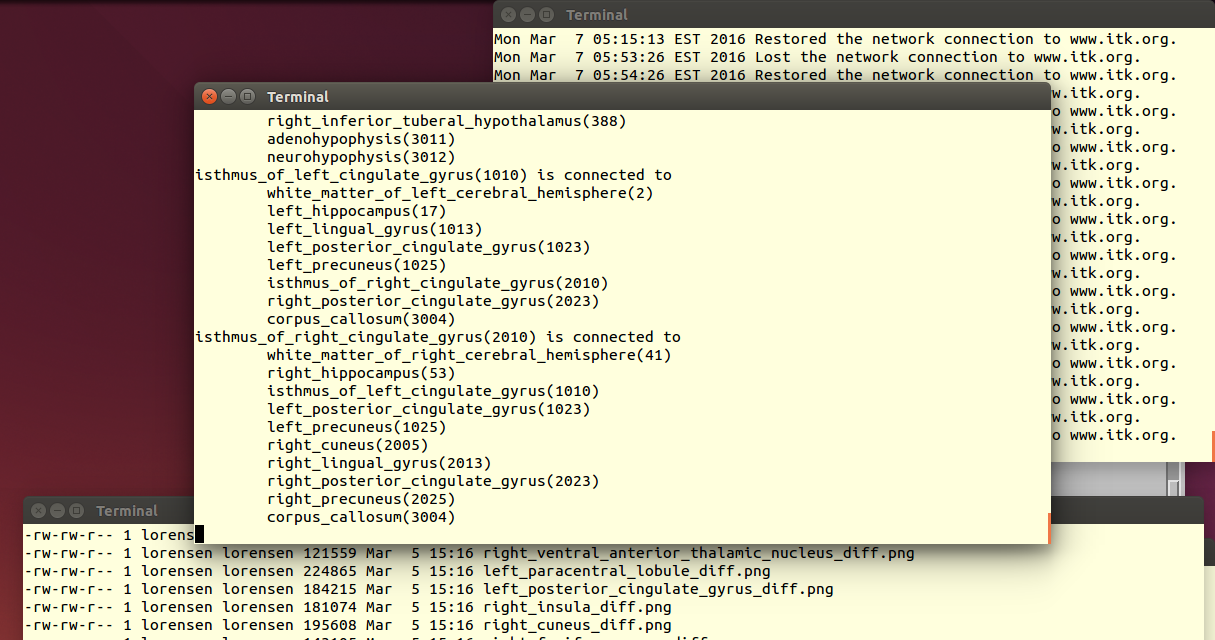 Terminal
Mon Mar  7 05:15:13 EST 2016 Restored the network connection to www.itk.org.
Mon Mar  7 05:53:26 EST 2016 Lost the network connection to www.itk.org.
Mon Mar  7 05:54:26 EST 2016 Restored the network connection to www.itk.org.
w.itk.org.
o www.itk.org.
w.itk.org.
o www.itk.org.
w.itk.org.
o www.itk.org.
w.itk.org.
o www.itk.org.
w.itk.org.
o www.itk.org.
w.itk.org.
o www.itk.org.
w.itk.org.
o www.itk.org.
w.itk.org.
o www.itk.org.
w.itk.org.
o www.itk.org.
w.itk.org.
o www.itk.org.
Terminal
right_inferior_tuberal_hypothalamus(388)
adenohypophysis(3011)
neurohypophysis(3012)
isthmus_of_left_cingulate_gyrus(1010) is connected to
white_matter_of_left_cerebral_hemisphere(2)
left_hippocampus(17)
left_lingual_gyrus(1013)
left_posterior_cingulate_gyrus(1023)
left_precuneus(1025)
isthmus_of_right_cingulate_gyrus(2010)
right_posterior_cingulate_gyrus(2023)
corpus_callosum(3004)
isthmus_of_right_cingulate_gyrus(2010) is connected to
white_matter_of_right_cerebral_hemisphere(41)
right_hippocampus(53)
isthmus_of_left_cingulate_gyrus(1010)
left_posterior_cingulate_gyrus(1023)
left_precuneus(1025)
right_cuneus(2005)
right_lingual_gyrus(2013)
right_posterior_cingulate_gyrus(2023)
right_precuneus(2025)
corpus_callosum(3004)
Terminal
-rw-rw-r-- 1 lorens
-rw-rw-r-- 1 lorensen lorensen 121559 Mar  5 15:16 right_ventral_anterior_thalamic_nucleus_diff.png
-rw-rw-r-- 1 lorensen lorensen 224865 Mar  5 15:16 left_paracentral_lobule_diff.png
-rw-rw-r-- 1 lorensen lorensen 184215 Mar  5 15:16 left_posterior_cingulate_gyrus_diff.png
-rw-rw-r-- 1 lorensen lorensen 181074 Mar  5 15:16 right_insula_diff.png
-rw-rw-r-- 1 lorensen lorensen 195608 Mar  5 15:16 right_cuneus_diff.png